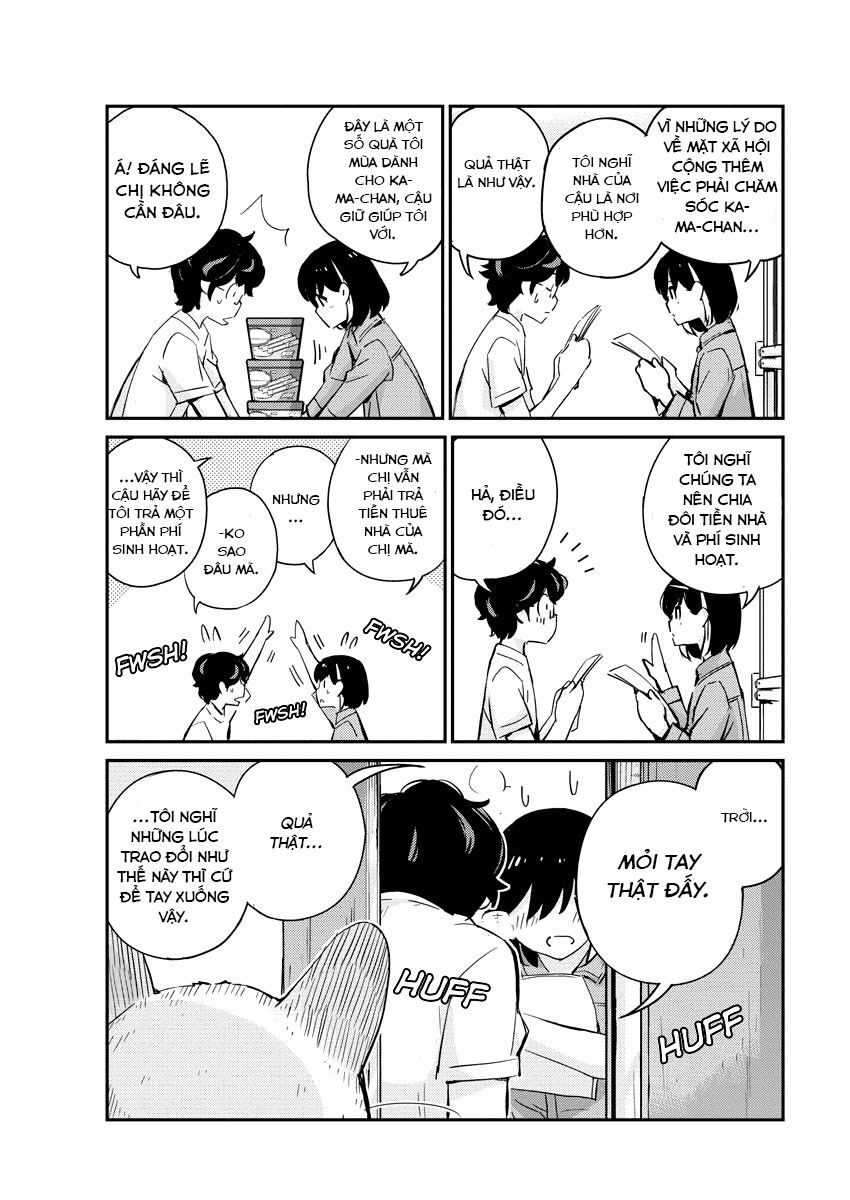 VÌ NHỮNG LÝ DO
VỀ MẶT XÃ HỘI
CỘNG THÊM
VIỆC PHẢI CHĂM
SÓC KA-
MA-CHAN...
TÔI NGHĨ
NHÀ CỦA
CẬU LÀ NƠI
PHÙ HỢP
HƠN.
QUẢ THẬT
LÀ NHƯ VẬY.
ĐÂY LÀ MỘT
SỐ QUÀ TÔI
MÙA DÀNH
CHO KA-
MA-CHAN, CẬU
GIỮ GIÚP TÔI
VỚI.
Á! ĐÁNG LẼ
CHỊ KHÔNG
CẦN ĐÂU.
TÔI NGHĨ
CHÚNG TA
NÊN CHIA
ĐÔI TIỀN NHÀ
VÀ PHÍ SINH
HOẠT.
HẢ, ĐIỀU
ĐÓ...
-NHƯNG MÀ
CHỊ VẪN
PHẢI TRẢ
TIỀN THUÊ
NHÀ CỦA
CHỊ MÀ.
NHƯNG
...
-KO
SAO
ĐÂU MÀ.
...VẬY THÌ
CẬU HÃY ĐỂ
TÔI TRẢ MỘT
PHẦN PHÍ
SINH HOẠT.
FWSH!
FWSH!
FWSH!
TRỜI...
MỎI TAY
THẬT ĐẤY.
QUẢ
THẬT...
...TÔI NGHĨ
NHỮNG LÚC
TRAO ĐỔI NHƯ
THẾ NÀY THÌ CỨ
ĐỂ TAY XUỐNG
VẬY.
HUFF
HUFF